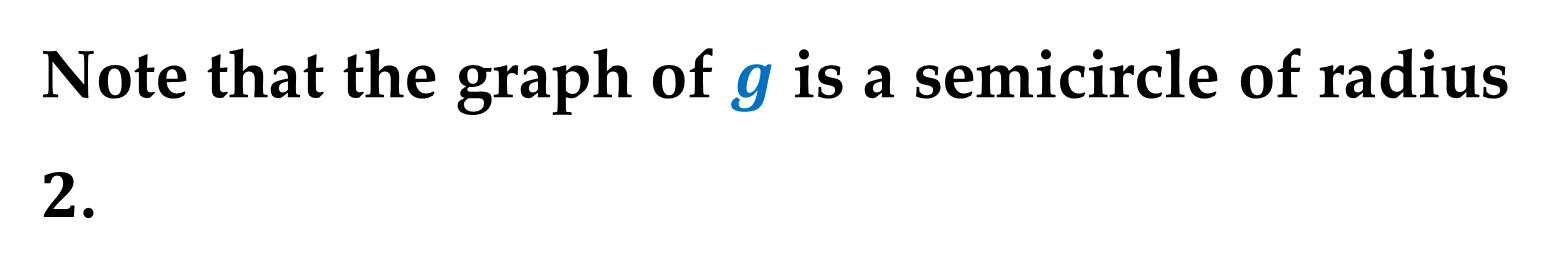 Note that the graph of g is a semicircle of radius
2.